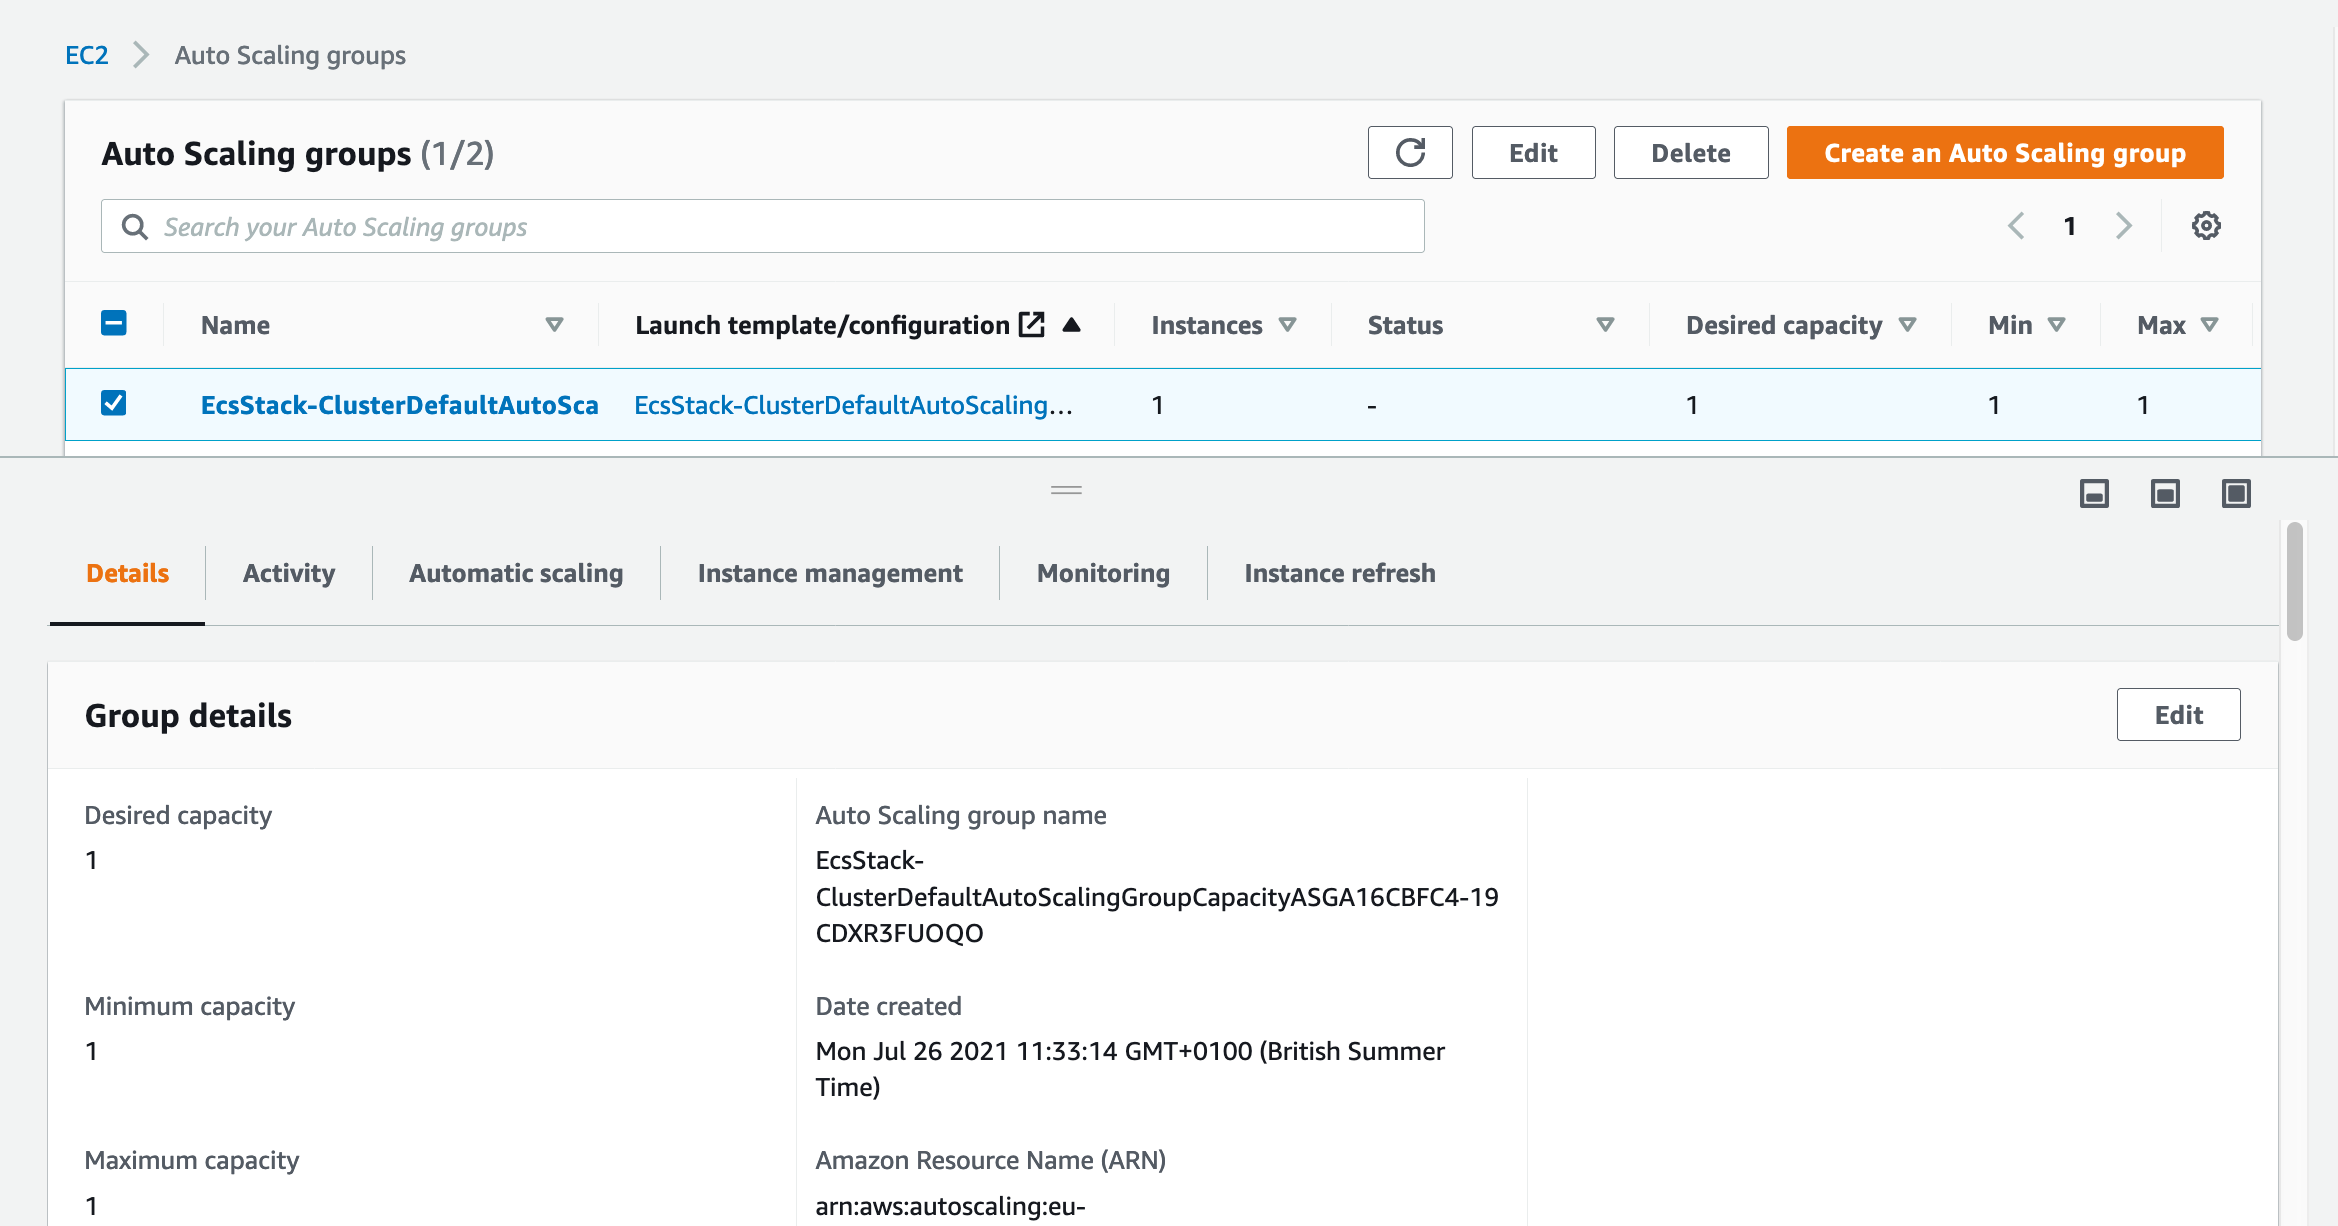 EC2 Auto Scaling groups
Auto Scaling groups (1/2)
Edit
Delete
Create an Auto Scaling group
Search your Auto Scaling groups
1
Name Launch template/configuration Instances Status Desired capacity Min Max
EcsStack-ClusterDefaultAutoSca EcsStack-ClusterDefaultAutoScaling... 1 - 1 1 1
Details Activity Automatic scaling Instance management Monitoring Instance refresh
Group details
Edit
Desired capacity
1
Auto Scaling group name
EcsStack-
ClusterDefaultAutoScalingGroupCapacityASGA16CBFC4-19
CDXR3FUOQO
Minimum capacity
1
Date created
Mon Jul 26 2021 11:33:14 GMT+0100 (British Summer
Time)
Maximum capacity
1
Amazon Resource Name (ARN)
arn:aws:autoscaling:eu-